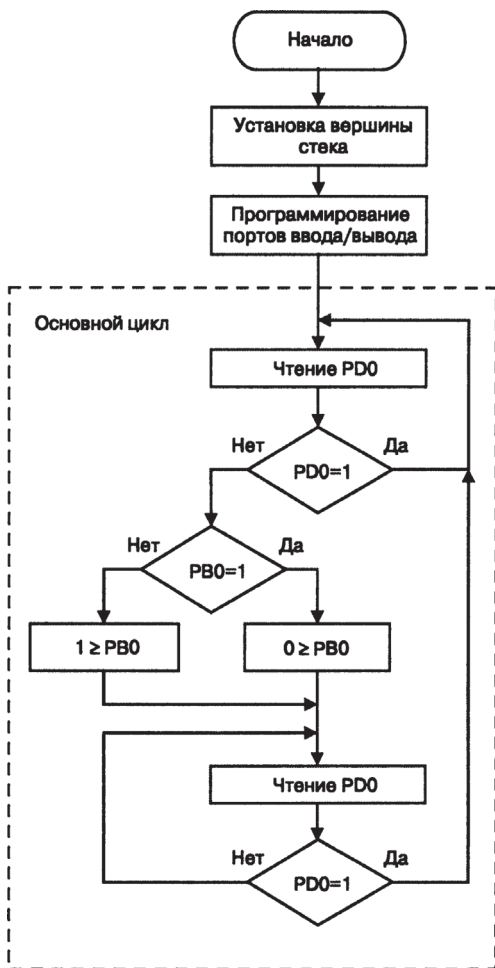 Начало
Установка вершины
стека
Программирование
портов ввода/вывода
Основной цикл
Чтение PD0
Нет
Да
PD0=1
Нет
Да
PB0=1
1 ≥ PB0
0 ≥ PB0
Чтение PD0
Нет
Да
PD0=1